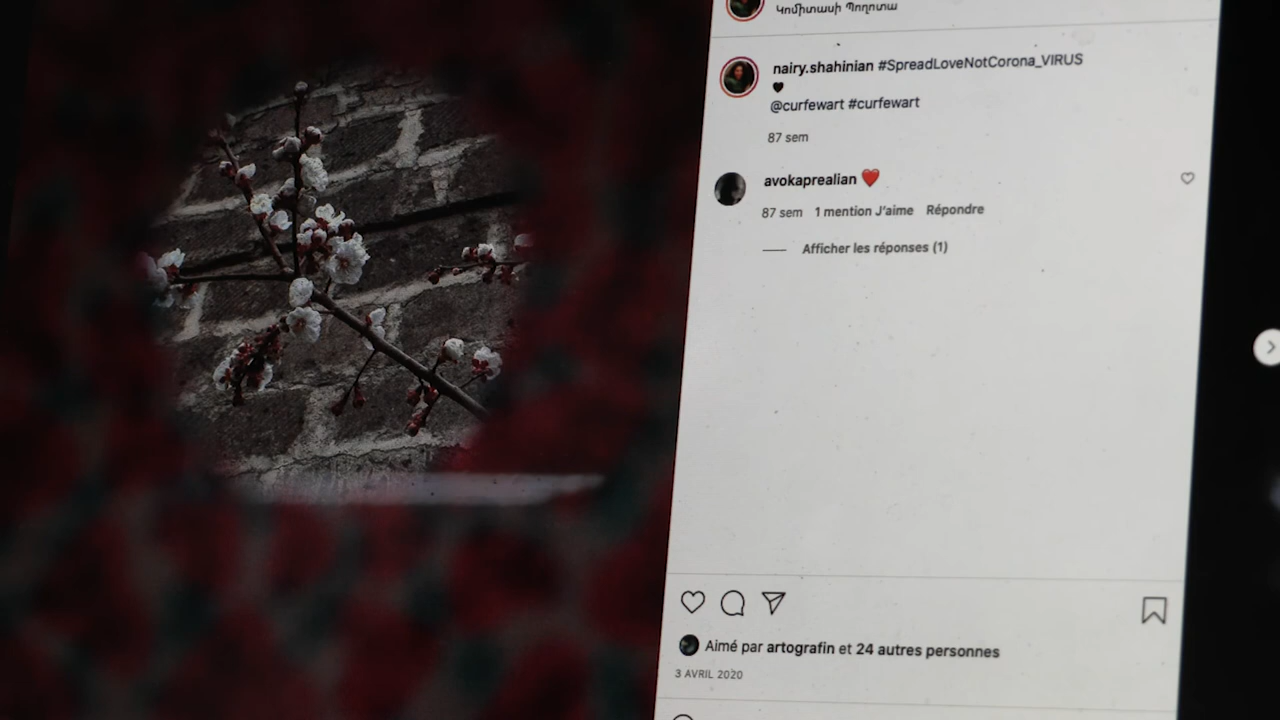 Կոմիտասի Պողոտա
nairy.shahinian #SpreadLoveNotCorona_VIRUS
🖤
@curfewart #curfewart
87 sem
avokaprealian ❤️
87 sem 1 mention J'aime Répondre
Afficher les réponses (1)
Aimé par artografin et 24 autres personnes
3 AVRIL 2020